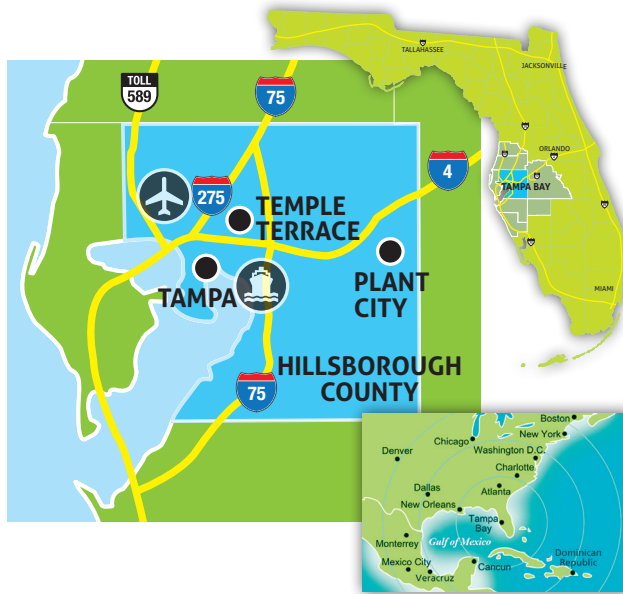 TALLAHASSEE
JACKSONVILLE
ORLANDO
TAMPA BAY
MIAMI
TOLL
589
75
4
275
TEMPLE
TERRACE
TAMPA
PLANT
CITY
HILLSBOROUGH
COUNTY
75
Boston
New York
Chicago
Washington D.C.
Denver
Charlotte
Dallas
Atlanta
New Orleans
Tampa
Bay
Gulf of Mexico
Monterrey
Dominican
Republic
Mexico City
Cancun
Veracruz